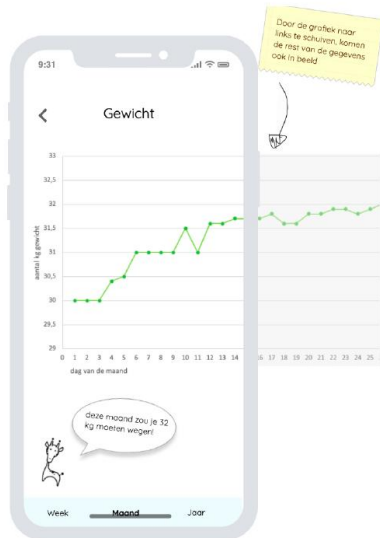 Door de grafiek naar
links te schuiven, komen
de rest van de gegevens
ook in beeld
9:31
Gewicht
33
32,5
32
31,5
31
30,5
30
29,5
29
aantal kg gewicht
0 1 2 3 4 5 6 7 8 9 10 11 12 13 14 16 17 18 19 20 21 22 23 24 25
dag van de maand
deze maand zou je 32
kg moeten wegen!
Week Maand Jaar